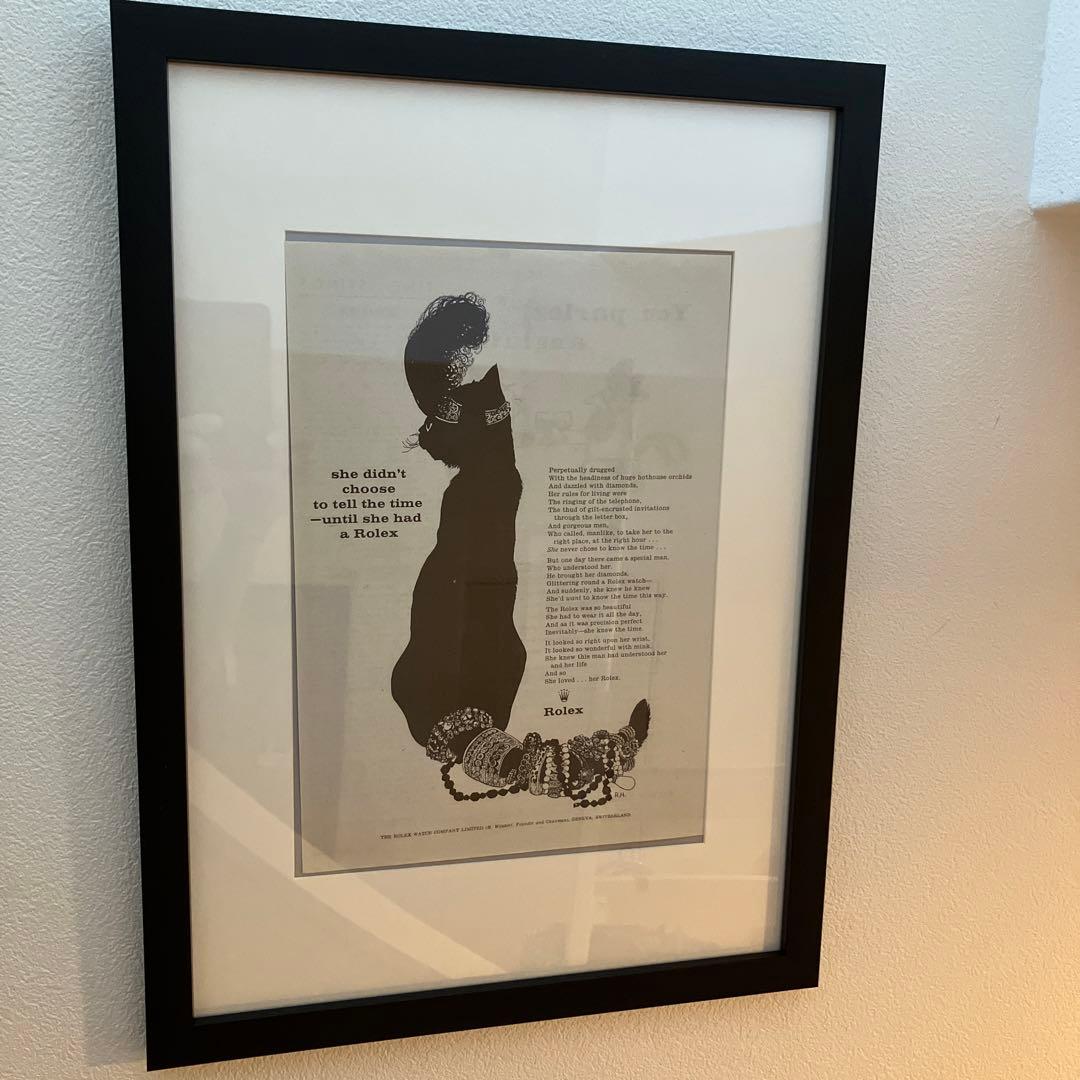 she didn't
choose
to tell the time
—until she had
a Rolex
Perpetually drugged
With the headiness of huge hothouse orchids
And dazzled with diamonds,
Her rules for living were
The ringing of the telephone,
The thud of gilt-encrusted invitations
through the letter box,
And gorgeous men,
Who called, manlike, to take her to the
right place, at the right hour . . .
She never chose to know the time . . .
But one day there came a special man,
Who understood her.
He brought her diamonds,
Glittering round a Rolex watch—
And suddenly, she knew he knew
She'd want to know the time this way.
The Rolex was so beautiful
She had to wear it all the day,
And as it was precision perfect
Inevitably—she knew the time.
It looked so right upon her wrist,
It looked so wonderful with mink,
She knew this man had understood her
and her life
And so
She loved . . . her Rolex.
Rolex
R.H.
THE ROLEX WATCH COMPANY LIMITED (H. Wilsdorf, Founder and Chairman), GENEVA, SWITZERLAND